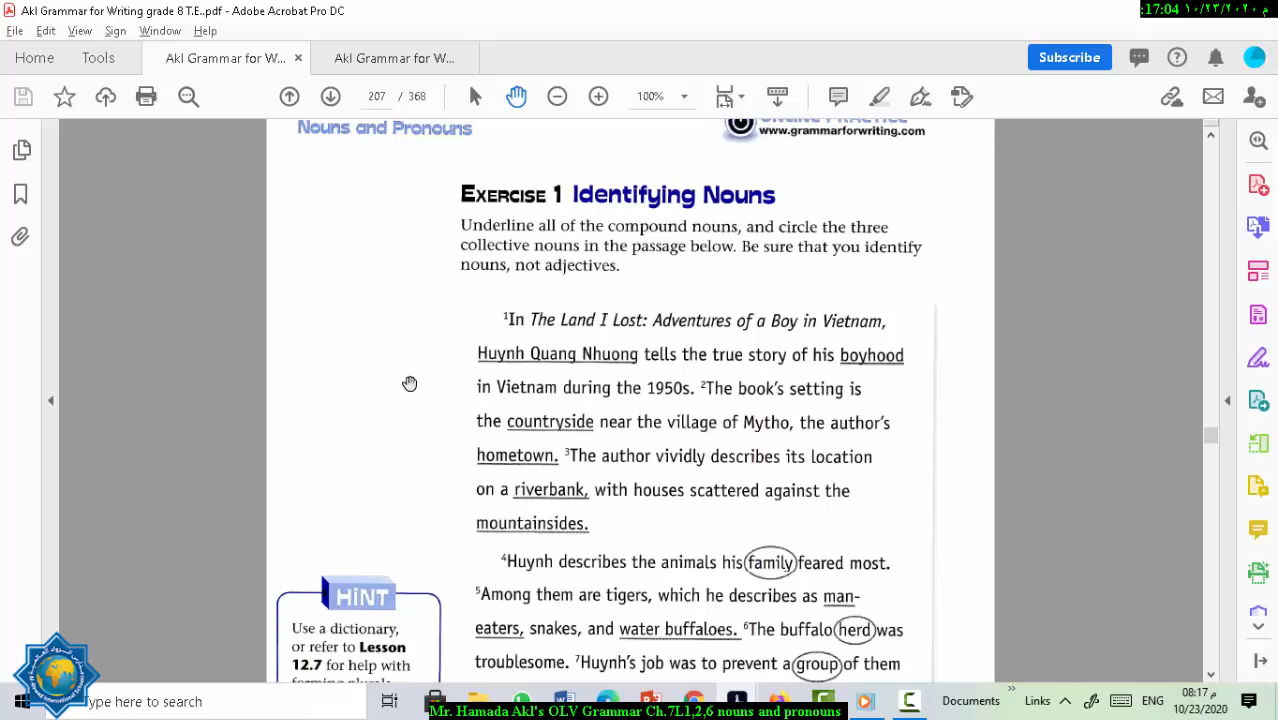 Akl Grammar for Writing grade 8 T.E..pdf - Adobe Acrobat Pro DC
:17:04 ١٠/٢٣/٢٠٢٠ م
File Edit View Sign Window Help
Home Tools Akl Grammar for W... × Akl Grammar for W... Subscribe
207 / 368 100%
Nouns and Pronouns
ONLINE PRACTICE
www.grammarforwriting.com
EXERCISE 1 Identifying Nouns
Underline all of the compound nouns, and circle the three
collective nouns in the passage below. Be sure that you identify
nouns, not adjectives.
1In The Land I Lost: Adventures of a Boy in Vietnam,
Huynh Quang Nhuong tells the true story of his boyhood
in Vietnam during the 1950s. 2The book's setting is
the countryside near the village of Mytho, the author's
hometown. 3The author vividly describes its location
on a riverbank, with houses scattered against the
mountainsides.
4Huynh describes the animals his family feared most.
5Among them are tigers, which he describes as man-
eaters, snakes, and water buffaloes. 6The buffalo herd was
troublesome. 7Huynh's job was to prevent a group of them
HINT
Use a dictionary,
or refer to Lesson
12.7 for help with
forming plurals
Type here to search
Documents Links ENG
08:17 م
10/23/2020
Mr. Hamada Akl's OLV Grammar Ch.7L1,2,6 nouns and pronouns